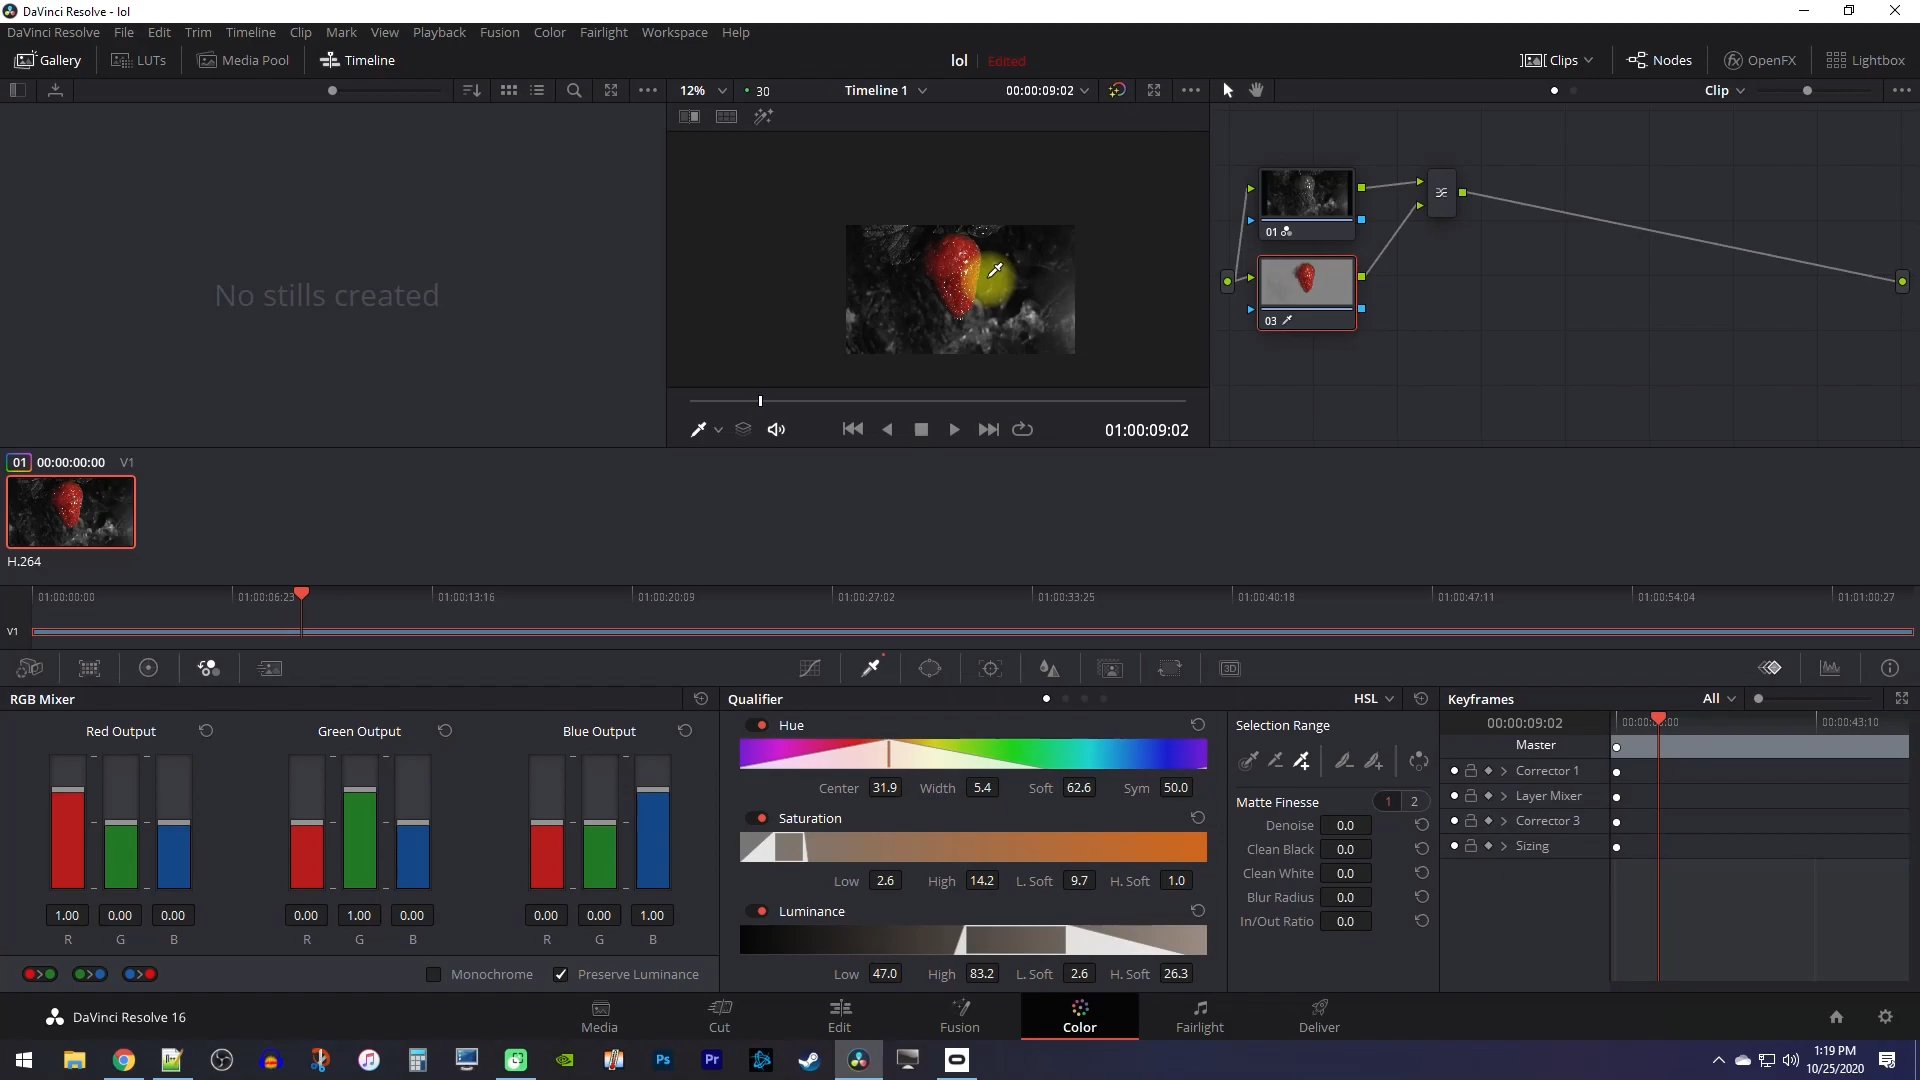 DaVinci Resolve - lol
DaVinci Resolve File Edit Trim Timeline Clip Mark View Playback Fusion Color Fairlight Workspace Help
Gallery LUTs Media Pool Timeline lol Edited Clips Nodes OpenFX Lightbox
12% 30 Timeline 1 00:00:09:02 Clip
No stills created
01
03
01:00:09:02
01 00:00:00:00 V1
H.264
01:00:00:00 01:00:06:23 01:00:13:16 01:00:20:09 01:00:27:02 01:00:33:25 01:00:40:18 01:00:47:11 01:00:54:04 01:01:00:27
V1
3D
RGB Mixer Qualifier HSL Keyframes All
Red Output Green Output Blue Output Hue Selection Range 00:00:09:02 00:00:43:10
Master
Center 31.9 Width 5.4 Soft 62.6 Sym 50.0 Corrector 1
Matte Finesse 1 2 Layer Mixer
Saturation Denoise 0.0 Corrector 3
Clean Black 0.0 Sizing
Clean White 0.0
Low 2.6 High 14.2 L. Soft 9.7 H. Soft 1.0 Blur Radius 0.0
1.00 0.00 0.00 0.00 1.00 0.00 0.00 0.00 1.00 Luminance In/Out Ratio 0.0
R G B R G B R G B
Monochrome Preserve Luminance Low 47.0 High 83.2 L. Soft 2.6 H. Soft 26.3
DaVinci Resolve 16 Media Cut Edit Fusion Color Fairlight Deliver
Ps Pr 1:19 PM
10/25/2020